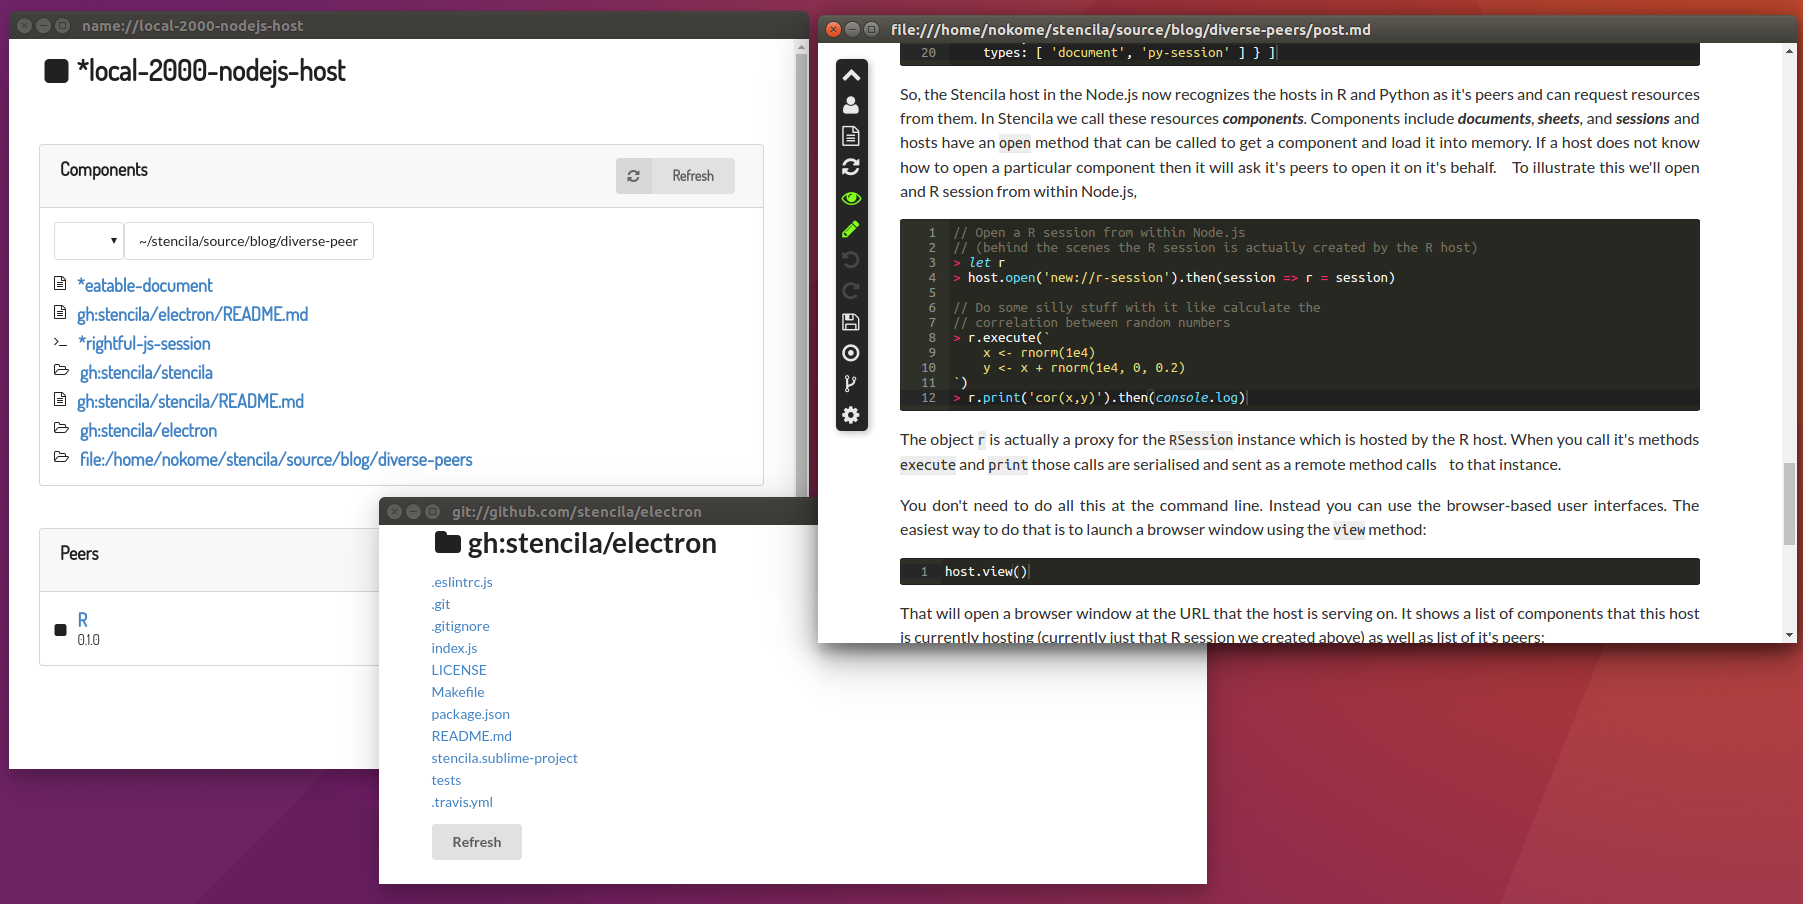 name://local-2000-nodejs-host
*local-2000-nodejs-host
Components
Refresh
~/stencila/source/blog/diverse-peer
*eatable-document
gh:stencila/electron/README.md
*rightful-js-session
gh:stencila/stencila
gh:stencila/stencila/README.md
gh:stencila/electron
file:/home/nokome/stencila/source/blog/diverse-peers
Peers
R
0.1.0
git://github.com/stencila/electron
gh:stencila/electron
.eslintrc.js
.git
.gitignore
index.js
LICENSE
Makefile
package.json
README.md
stencila.sublime-project
tests
.travis.yml
Refresh
file:///home/nokome/stencila/source/blog/diverse-peers/post.md
20 types: [ 'document', 'py-session' ] } ]
So, the Stencila host in the Node.js now recognizes the hosts in R and Python as it's peers and can request resources
from them. In Stencila we call these resources components. Components include documents, sheets, and sessions and
hosts have an open method that can be called to get a component and load it into memory. If a host does not know
how to open a particular component then it will ask it's peers to open it on it's behalf. To illustrate this we'll open
and R session from within Node.js,
1 // Open a R session from within Node.js
2 // (behind the scenes the R session is actually created by the R host)
3 > let r
4 > host.open('new://r-session').then(session => r = session)
5
6 // Do some silly stuff with it like calculate the
7 // correlation between random numbers
8 > r.execute(`
9 x <- rnorm(1e4)
10 y <- x + rnorm(1e4, 0, 0.2)
11 `)
12 > r.print('cor(x,y)').then(console.log)
The object r is actually a proxy for the RSession instance which is hosted by the R host. When you call it's methods
execute and print those calls are serialised and sent as a remote method calls to that instance.
You don't need to do all this at the command line. Instead you can use the browser-based user interfaces. The
easiest way to do that is to launch a browser window using the view method:
1 host.view()
That will open a browser window at the URL that the host is serving on. It shows a list of components that this host
is currently hosting (currently just that R session we created above) as well as list of it's peers: